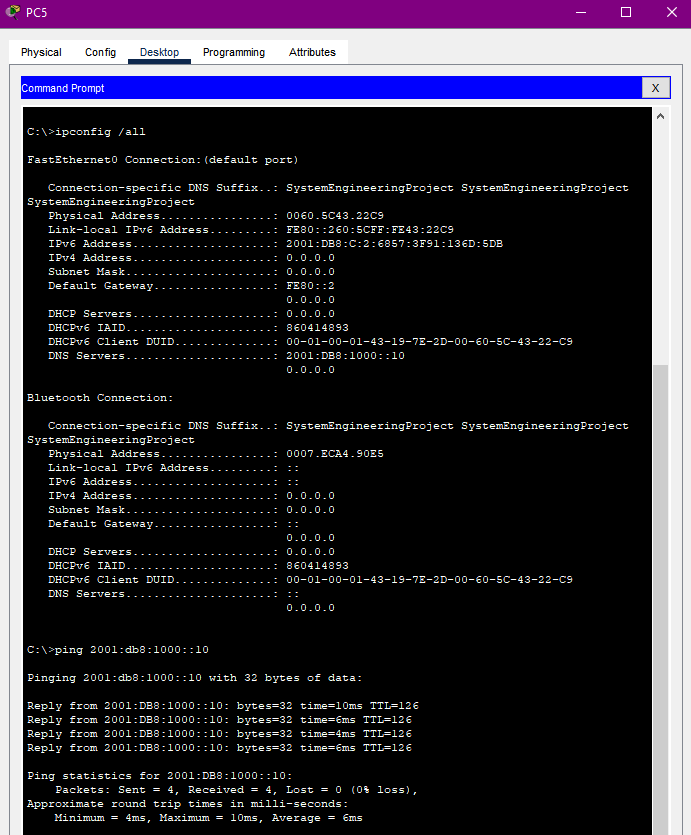 PC5
Physical Config Desktop Programming Attributes
Command Prompt X
C:\>ipconfig /all
FastEthernet0 Connection:(default port)
Connection-specific DNS Suffix..: SystemEngineeringProject SystemEngineeringProject
SystemEngineeringProject
Physical Address................: 0060.5C43.22C9
Link-local IPv6 Address.........: FE80::260:5CFF:FE43:22C9
IPv6 Address....................: 2001:DB8:C:2:6857:3F91:136D:5DB
IPv4 Address....................: 0.0.0.0
Subnet Mask.....................: 0.0.0.0
Default Gateway.................: FE80::2
0.0.0.0
DHCP Servers....................: 0.0.0.0
DHCPv6 IAID.....................: 860414893
DHCPv6 Client DUID..............: 00-01-00-01-43-19-7E-2D-00-60-5C-43-22-C9
DNS Servers.....................: 2001:DB8:1000::10
0.0.0.0
Bluetooth Connection:
Connection-specific DNS Suffix..: SystemEngineeringProject SystemEngineeringProject
SystemEngineeringProject
Physical Address................: 0007.ECA4.90E5
Link-local IPv6 Address.........: ::
IPv6 Address....................: ::
IPv4 Address....................: 0.0.0.0
Subnet Mask.....................: 0.0.0.0
Default Gateway.................: ::
0.0.0.0
DHCP Servers....................: 0.0.0.0
DHCPv6 IAID.....................: 860414893
DHCPv6 Client DUID..............: 00-01-00-01-43-19-7E-2D-00-60-5C-43-22-C9
DNS Servers.....................: ::
0.0.0.0
C:\>ping 2001:db8:1000::10
Pinging 2001:db8:1000::10 with 32 bytes of data:
Reply from 2001:DB8:1000::10: bytes=32 time=10ms TTL=126
Reply from 2001:DB8:1000::10: bytes=32 time=6ms TTL=126
Reply from 2001:DB8:1000::10: bytes=32 time=4ms TTL=126
Reply from 2001:DB8:1000::10: bytes=32 time=6ms TTL=126
Ping statistics for 2001:DB8:1000::10:
Packets: Sent = 4, Received = 4, Lost = 0 (0% loss),
Approximate round trip times in milli-seconds:
Minimum = 4ms, Maximum = 10ms, Average = 6ms